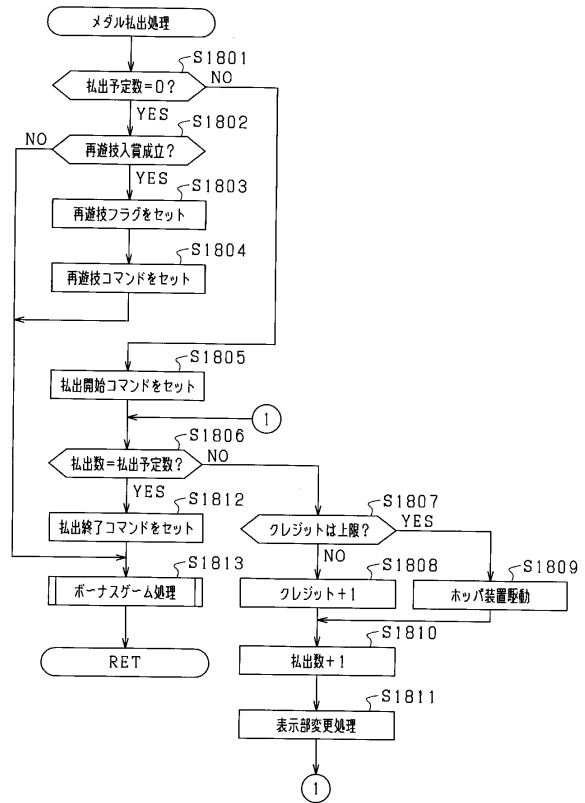 メダル払出処理
S1801
払出予定数=0?
NO
YES
S1802
NO
再遊技入賞成立?
YES
S1803
再遊技フラグをセット
S1804
再遊技コマンドをセット
S1805
払出開始コマンドをセット
1
S1806
払出数=払出予定数?
NO
YES
S1812
払出終了コマンドをセット
S1807
クレジットは上限?
YES
NO
S1813
ボーナスゲーム処理
S1808
クレジット+1
S1809
ホッパ装置駆動
RET
S1810
払出数+1
S1811
表示部変更処理
1